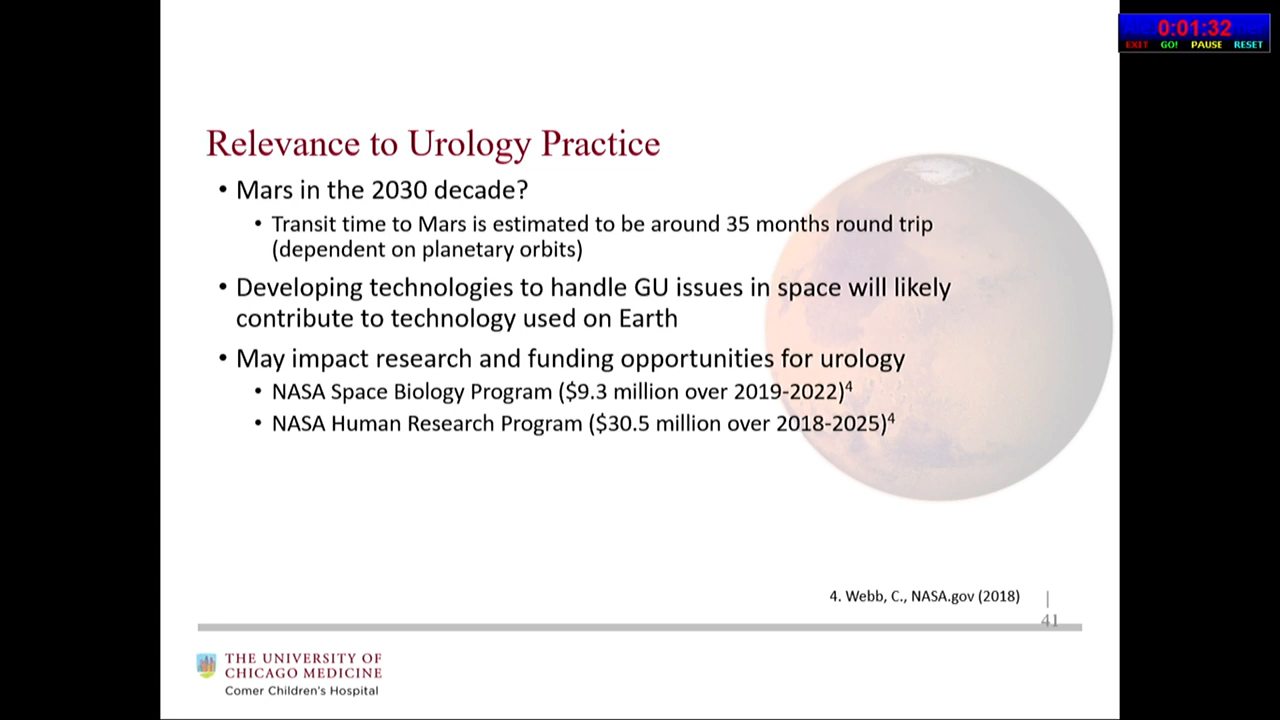 0:01:32
EXIT GO! PAUSE RESET
Relevance to Urology Practice
• Mars in the 2030 decade?
• Transit time to Mars is estimated to be around 35 months round trip
(dependent on planetary orbits)
• Developing technologies to handle GU issues in space will likely
contribute to technology used on Earth
• May impact research and funding opportunities for urology
• NASA Space Biology Program ($9.3 million over 2019-2022)⁴
• NASA Human Research Program ($30.5 million over 2018-2025)⁴
4. Webb, C., NASA.gov (2018) |
41
THE UNIVERSITY OF
CHICAGO MEDICINE
Comer Children's Hospital